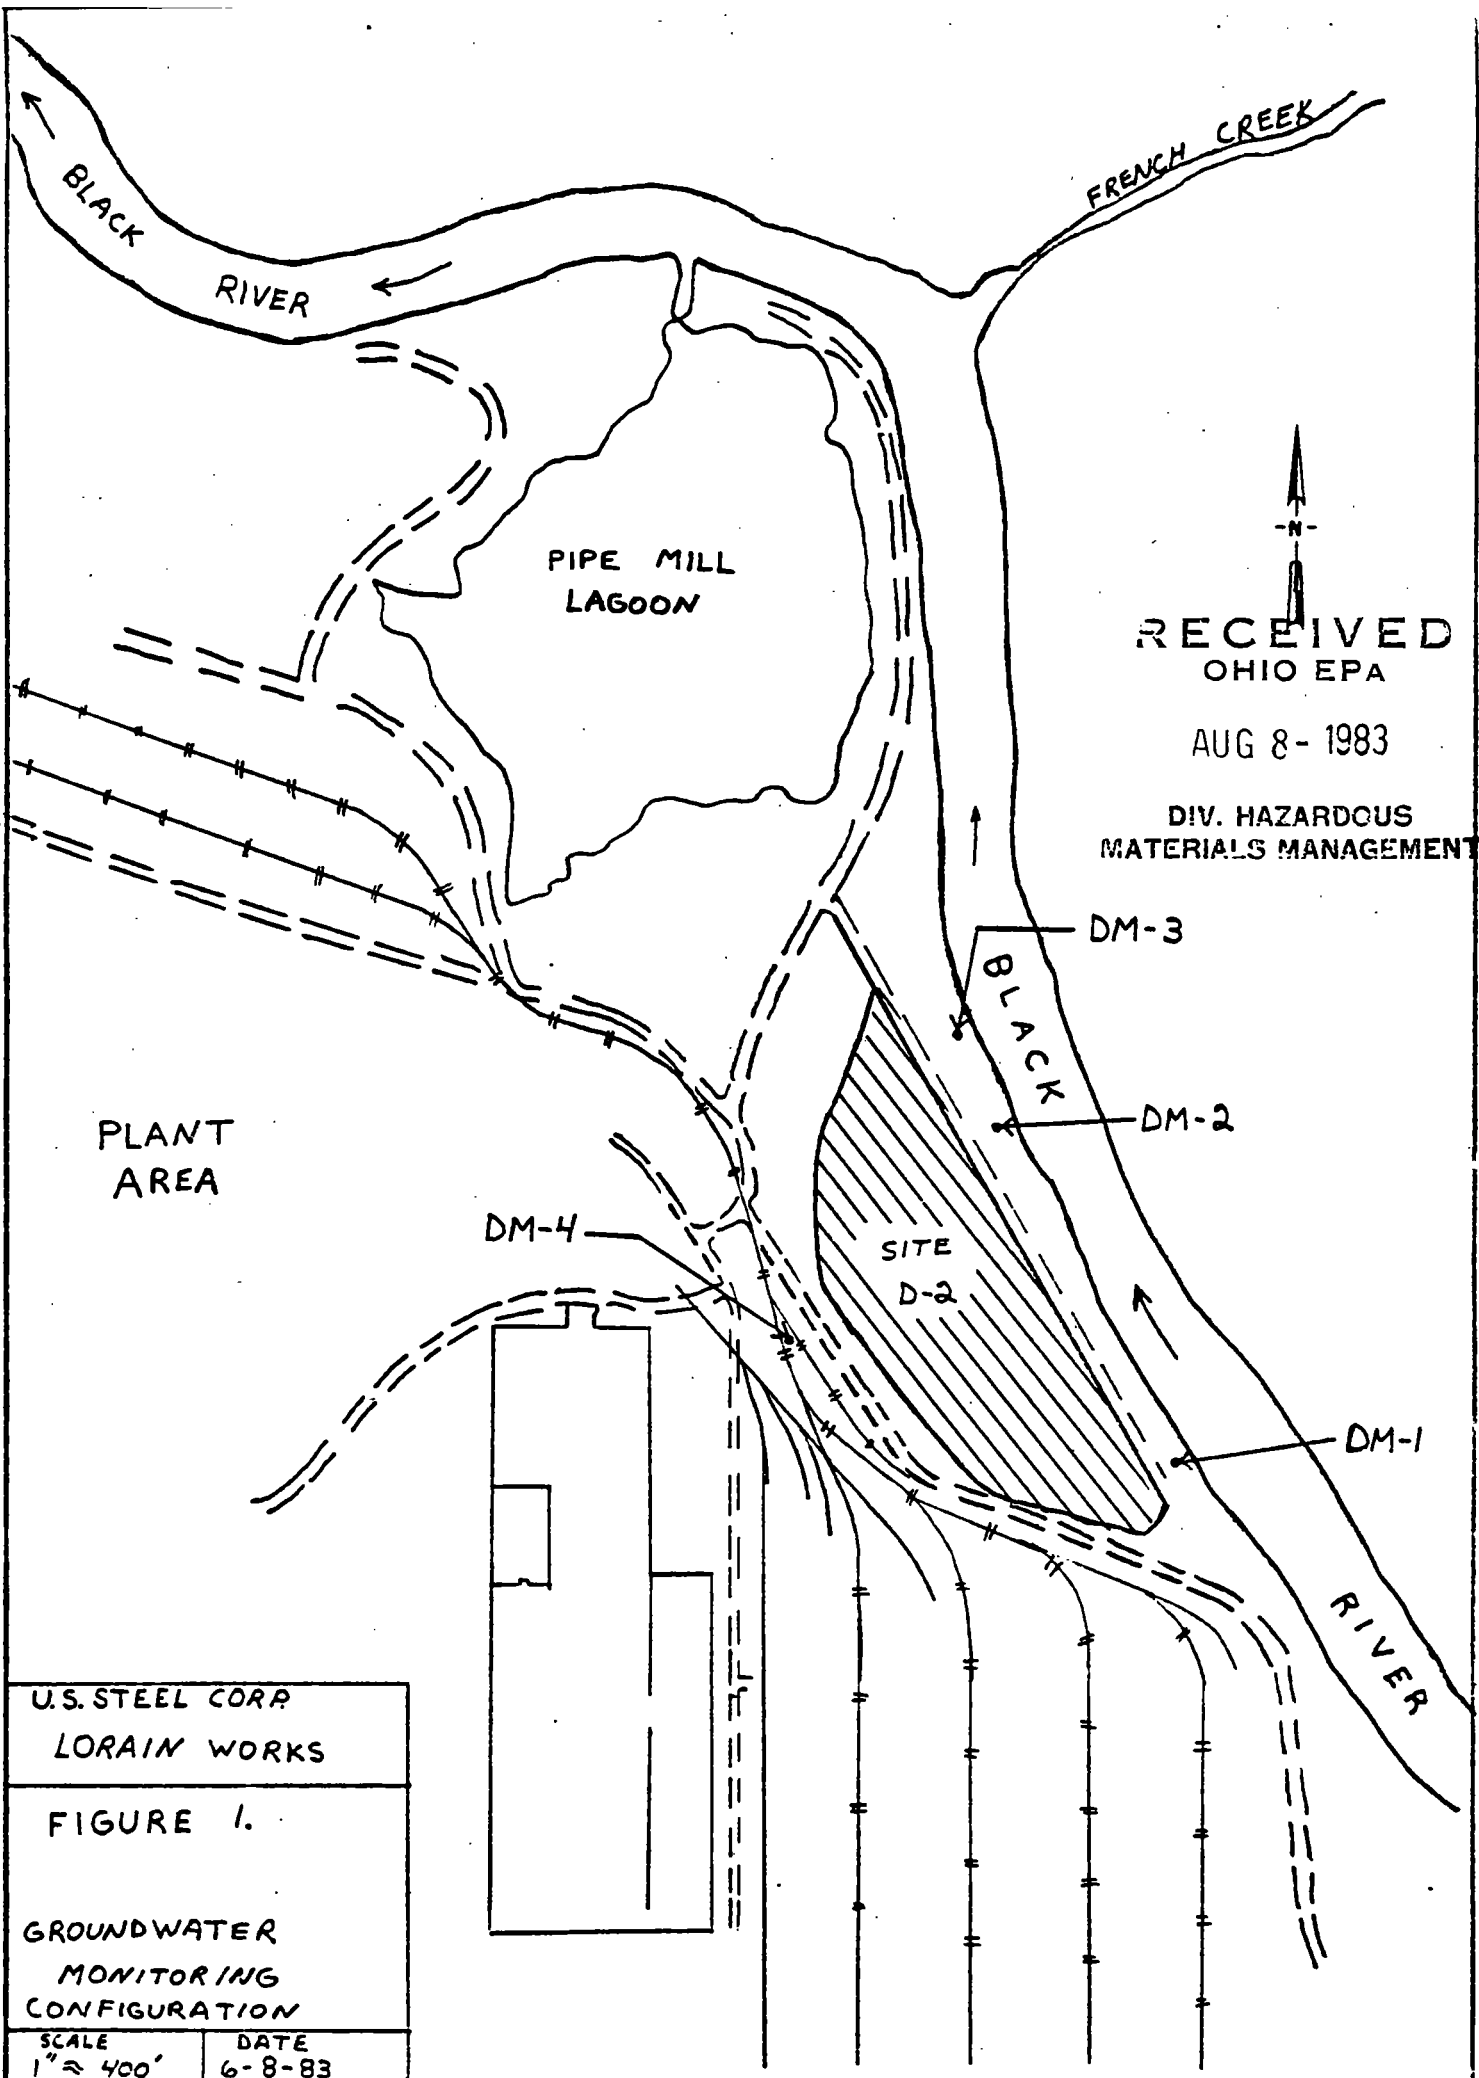 FRENCH CREEK
BLACK
RIVER
-N-
PIPE MILL
LAGOON
RECEIVED
OHIO EPA
AUG 8 - 1983
DIV. HAZARDOUS
MATERIALS MANAGEMENT
DM-3
BLACK
DM-2
PLANT
AREA
DM-4
SITE
D-2
DM-1
RIVER
U.S. STEEL CORP.
LORAIN WORKS
FIGURE 1.
GROUNDWATER
MONITORING
CONFIGURATION
SCALE
1" ≈ 400'
DATE
6-8-83